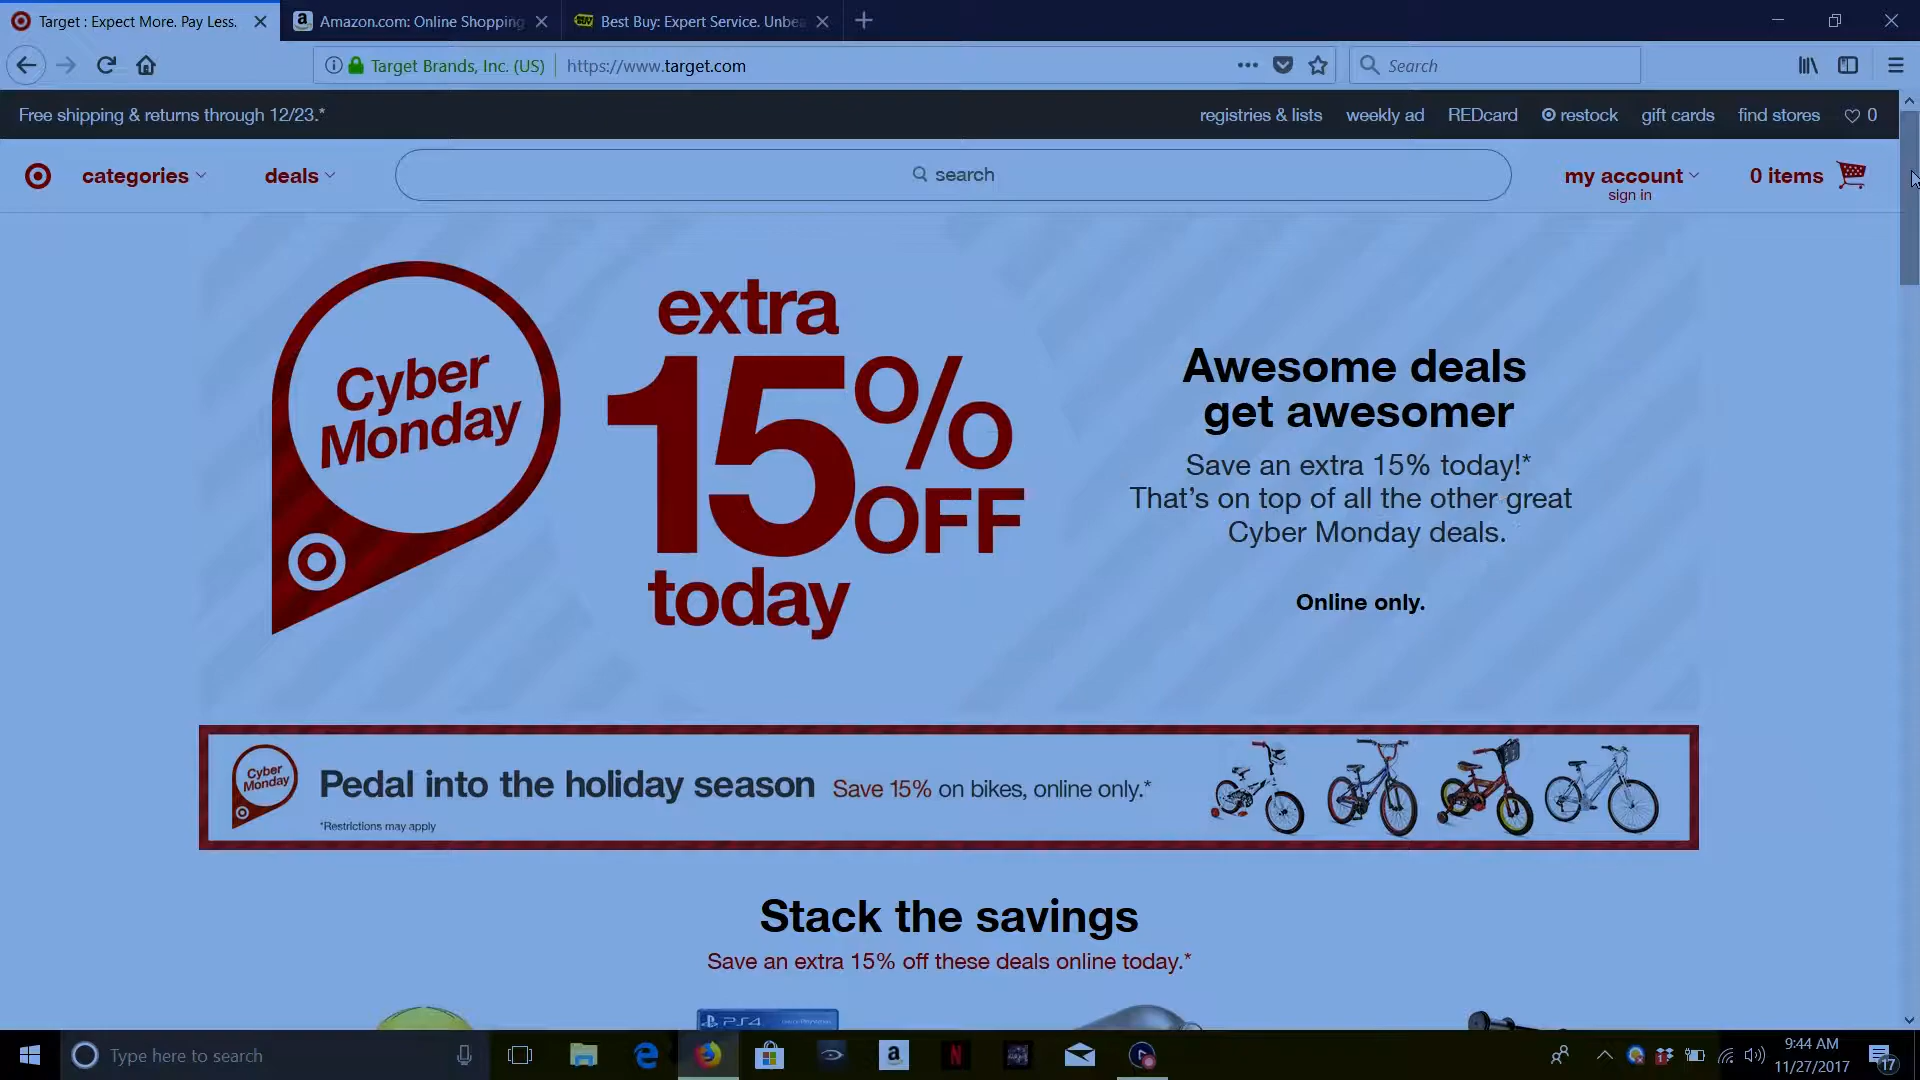 Target : Expect More. Pay Less.
Amazon.com: Online Shopping
Best Buy: Expert Service. Unbea
Target Brands, Inc. (US)
https://www.target.com
Search
Free shipping & returns through 12/23.*
registries & lists
weekly ad
REDcard
restock
gift cards
find stores
0
categories
deals
search
my account
sign in
0 items
Cyber
Monday
extra
15%
OFF
today
Awesome deals
get awesomer
Save an extra 15% today!*
That's on top of all the other great
Cyber Monday deals.
Online only.
Cyber
Monday
Pedal into the holiday season
Save 15% on bikes, online only.*
*Restrictions may apply
Stack the savings
Save an extra 15% off these deals online today.*
PS4
Type here to search
9:44 AM
11/27/2017
17